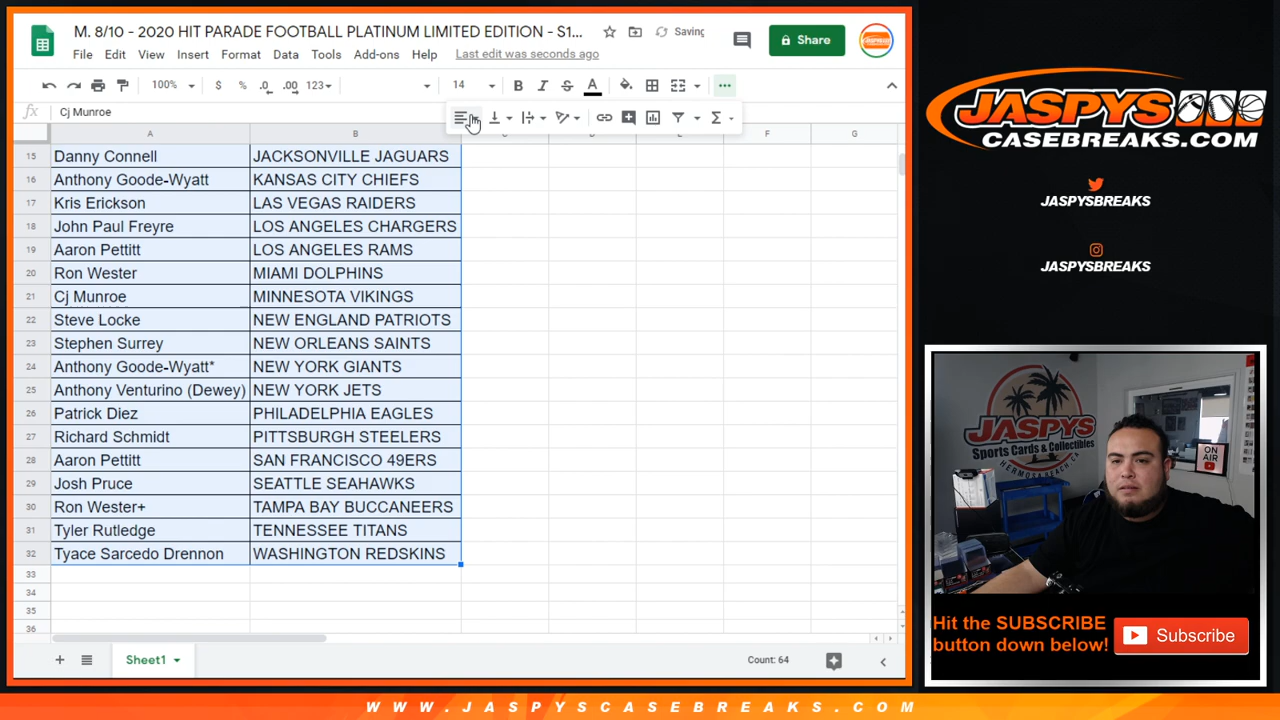 M. 8/10 - 2020 HIT PARADE FOOTBALL PLATINUM LIMITED EDITION - S1...
Saving
Share
File Edit View Insert Format Data Tools Add-ons Help Last edit was seconds ago
100% $ % .0 .00 123 14 B I S A ...
fx Cj Munroe
A B C D E F G
15 Danny Connell JACKSONVILLE JAGUARS
16 Anthony Goode-Wyatt KANSAS CITY CHIEFS
17 Kris Erickson LAS VEGAS RAIDERS
18 John Paul Freyre LOS ANGELES CHARGERS
19 Aaron Pettitt LOS ANGELES RAMS
20 Ron Wester MIAMI DOLPHINS
21 Cj Munroe MINNESOTA VIKINGS
22 Steve Locke NEW ENGLAND PATRIOTS
23 Stephen Surrey NEW ORLEANS SAINTS
24 Anthony Goode-Wyatt* NEW YORK GIANTS
25 Anthony Venturino (Dewey) NEW YORK JETS
26 Patrick Diez PHILADELPHIA EAGLES
27 Richard Schmidt PITTSBURGH STEELERS
28 Aaron Pettitt SAN FRANCISCO 49ERS
29 Josh Pruce SEATTLE SEAHAWKS
30 Ron Wester+ TAMPA BAY BUCCANEERS
31 Tyler Rutledge TENNESSEE TITANS
32 Tyace Sarcedo Drennon WASHINGTON REDSKINS
33
34
35
36
Sheet1
Count: 64
JASPYS
CASEBREAKS.COM
JASPYSBREAKS
JASPYSBREAKS
JASPYS
Sports Cards & Collectibles
HERMOSA BEACH, CA
ON
AIR
Hit the SUBSCRIBE
button down below!
Subscribe
WWW.JASPYSCASEBREAKS.COM